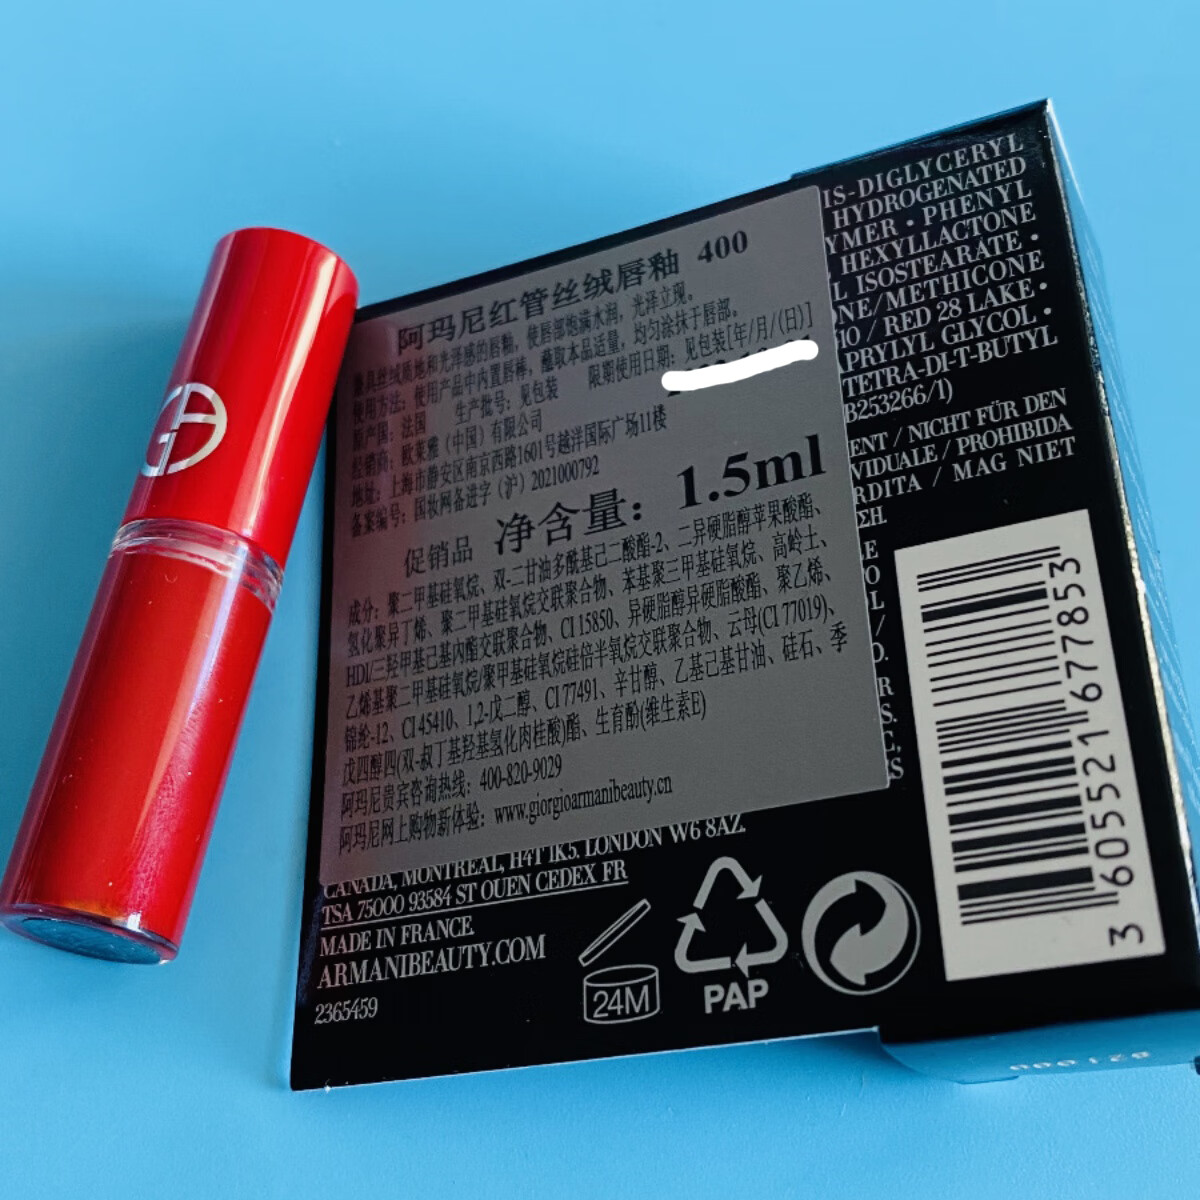 GA
阿玛尼红管丝绒唇釉 400
兼具丝绒质地和光泽感的唇釉，使唇部饱满水润，光泽立现。
使用方法：使用产品中内置唇棒，蘸取本品适量，均匀涂抹于唇部。
原产国：法国 生产批号：见包装 限期使用日期：见包装[年/月/(日)]
经销商：欧莱雅（中国）有限公司
地址：上海市静安区南京西路1601号越洋国际广场11楼
备案编号：国妆网备进字（沪）2021000792
促销品 净含量：1.5ml
成分：聚二甲基硅氧烷、双-二甘油多酰基己二酸酯-2、二异硬脂醇苹果酸酯、
氢化聚异丁烯、聚二甲基硅氧烷交联聚合物、苯基聚三甲基硅氧烷、高岭土、
HDI/三羟甲基己基内酯交联聚合物、CI 15850、异硬脂醇异硬脂酸酯、聚乙烯、
乙烯基聚二甲基硅氧烷/聚甲基硅氧烷硅倍半氧烷交联聚合物、云母(CI 77019)、
锦纶-12、CI 45410、1,2-戊二醇、CI 77491、辛甘醇、乙基己基甘油、硅石、季
戊四醇四(双-叔丁基羟基氢化肉桂酸)酯、生育酚(维生素E)
阿玛尼贵宾咨询热线：400-820-9029
阿玛尼网上购物新体验：www.giorgioarmanibeauty.cn
IS-DIGLYCERYL
HYDROGENATED
YMER • PHENYL
HEXYLLACTONE
L ISOSTEARATE •
ONE/METHICONE
10 / RED 28 LAKE •
APRYLYL GLYCOL •
TETRA-DI-T-BUTYL
B253266/1)
ENT / NICHT FÜR DEN
VIDUALE / PROHIBIDA
RDITA / MAG NIET
ΣΗ.
CANADA, MONTREAL, H4T 1K5. LONDON W6 8AZ.
TSA 75000 93584 ST OUEN CEDEX FR
MADE IN FRANCE
ARMANIBEAUTY.COM
2365459
24M
PAP
3 605521 677853